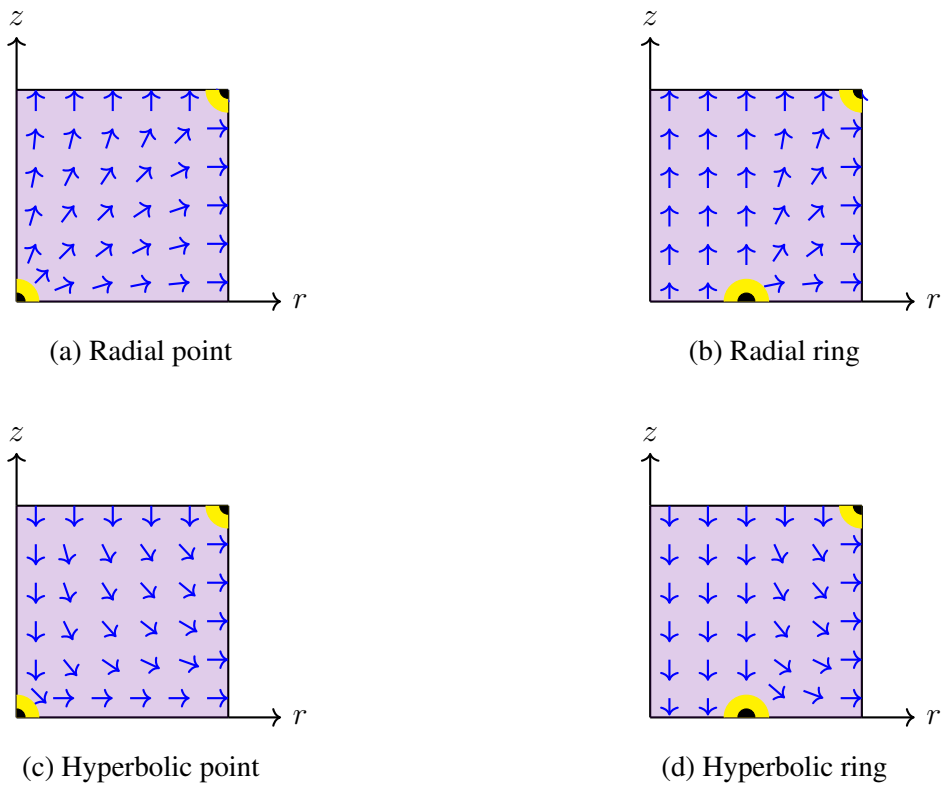 z
z
r
r
(a) Radial point
(b) Radial ring
z
z
r
r
(c) Hyperbolic point
(d) Hyperbolic ring